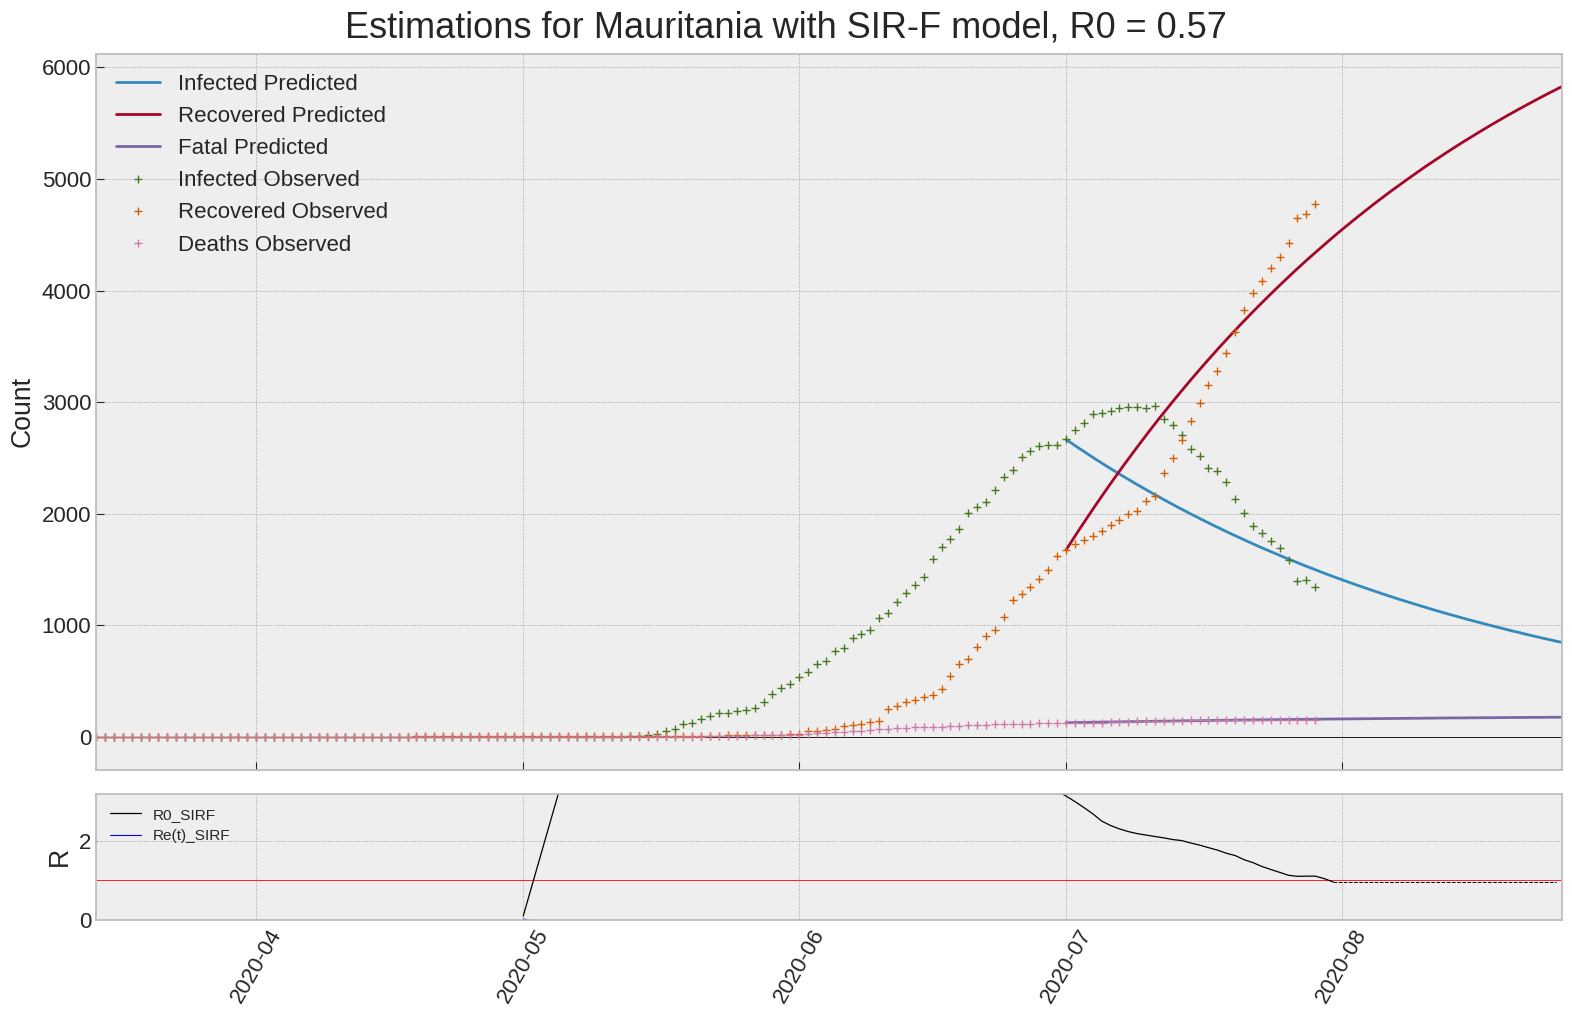 Estimations for Mauritania with SIR-F model, R0 = 0.57
6000
5000
4000
3000
2000
1000
0
Count
Infected Predicted
Recovered Predicted
Fatal Predicted
Infected Observed
Recovered Observed
Deaths Observed
R
2
0
R0_SIRF
Re(t)_SIRF
2020-04
2020-05
2020-06
2020-07
2020-08